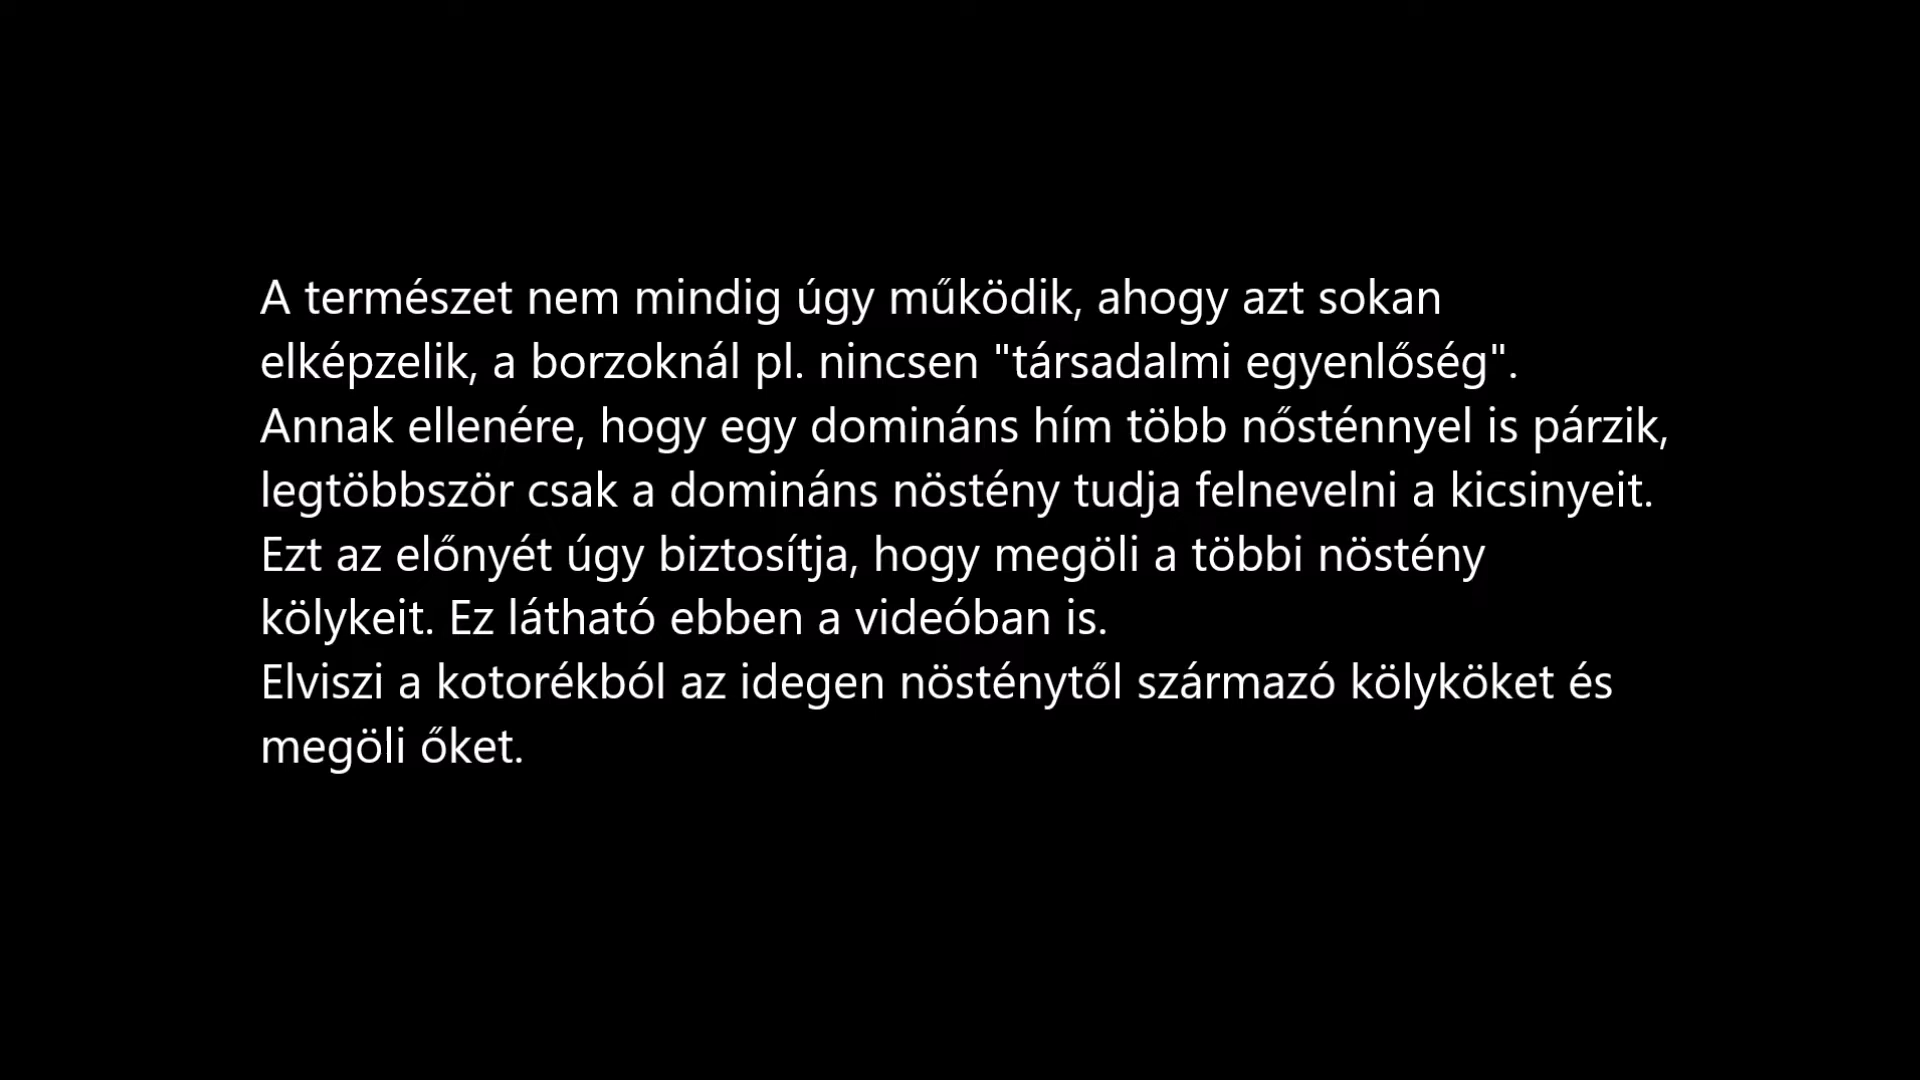 A természet nem mindig úgy működik, ahogy azt sokan
elképzelik, a borzoknál pl. nincsen "társadalmi egyenlőség".
Annak ellenére, hogy egy domináns hím több nősténnyel is párzik,
legtöbbször csak a domináns nöstény tudja felnevelni a kicsinyeit.
Ezt az előnyét úgy biztosítja, hogy megöli a többi nöstény
kölykeit. Ez látható ebben a videóban is.
Elviszi a kotorékból az idegen nösténytől származó kölyköket és
megöli őket.